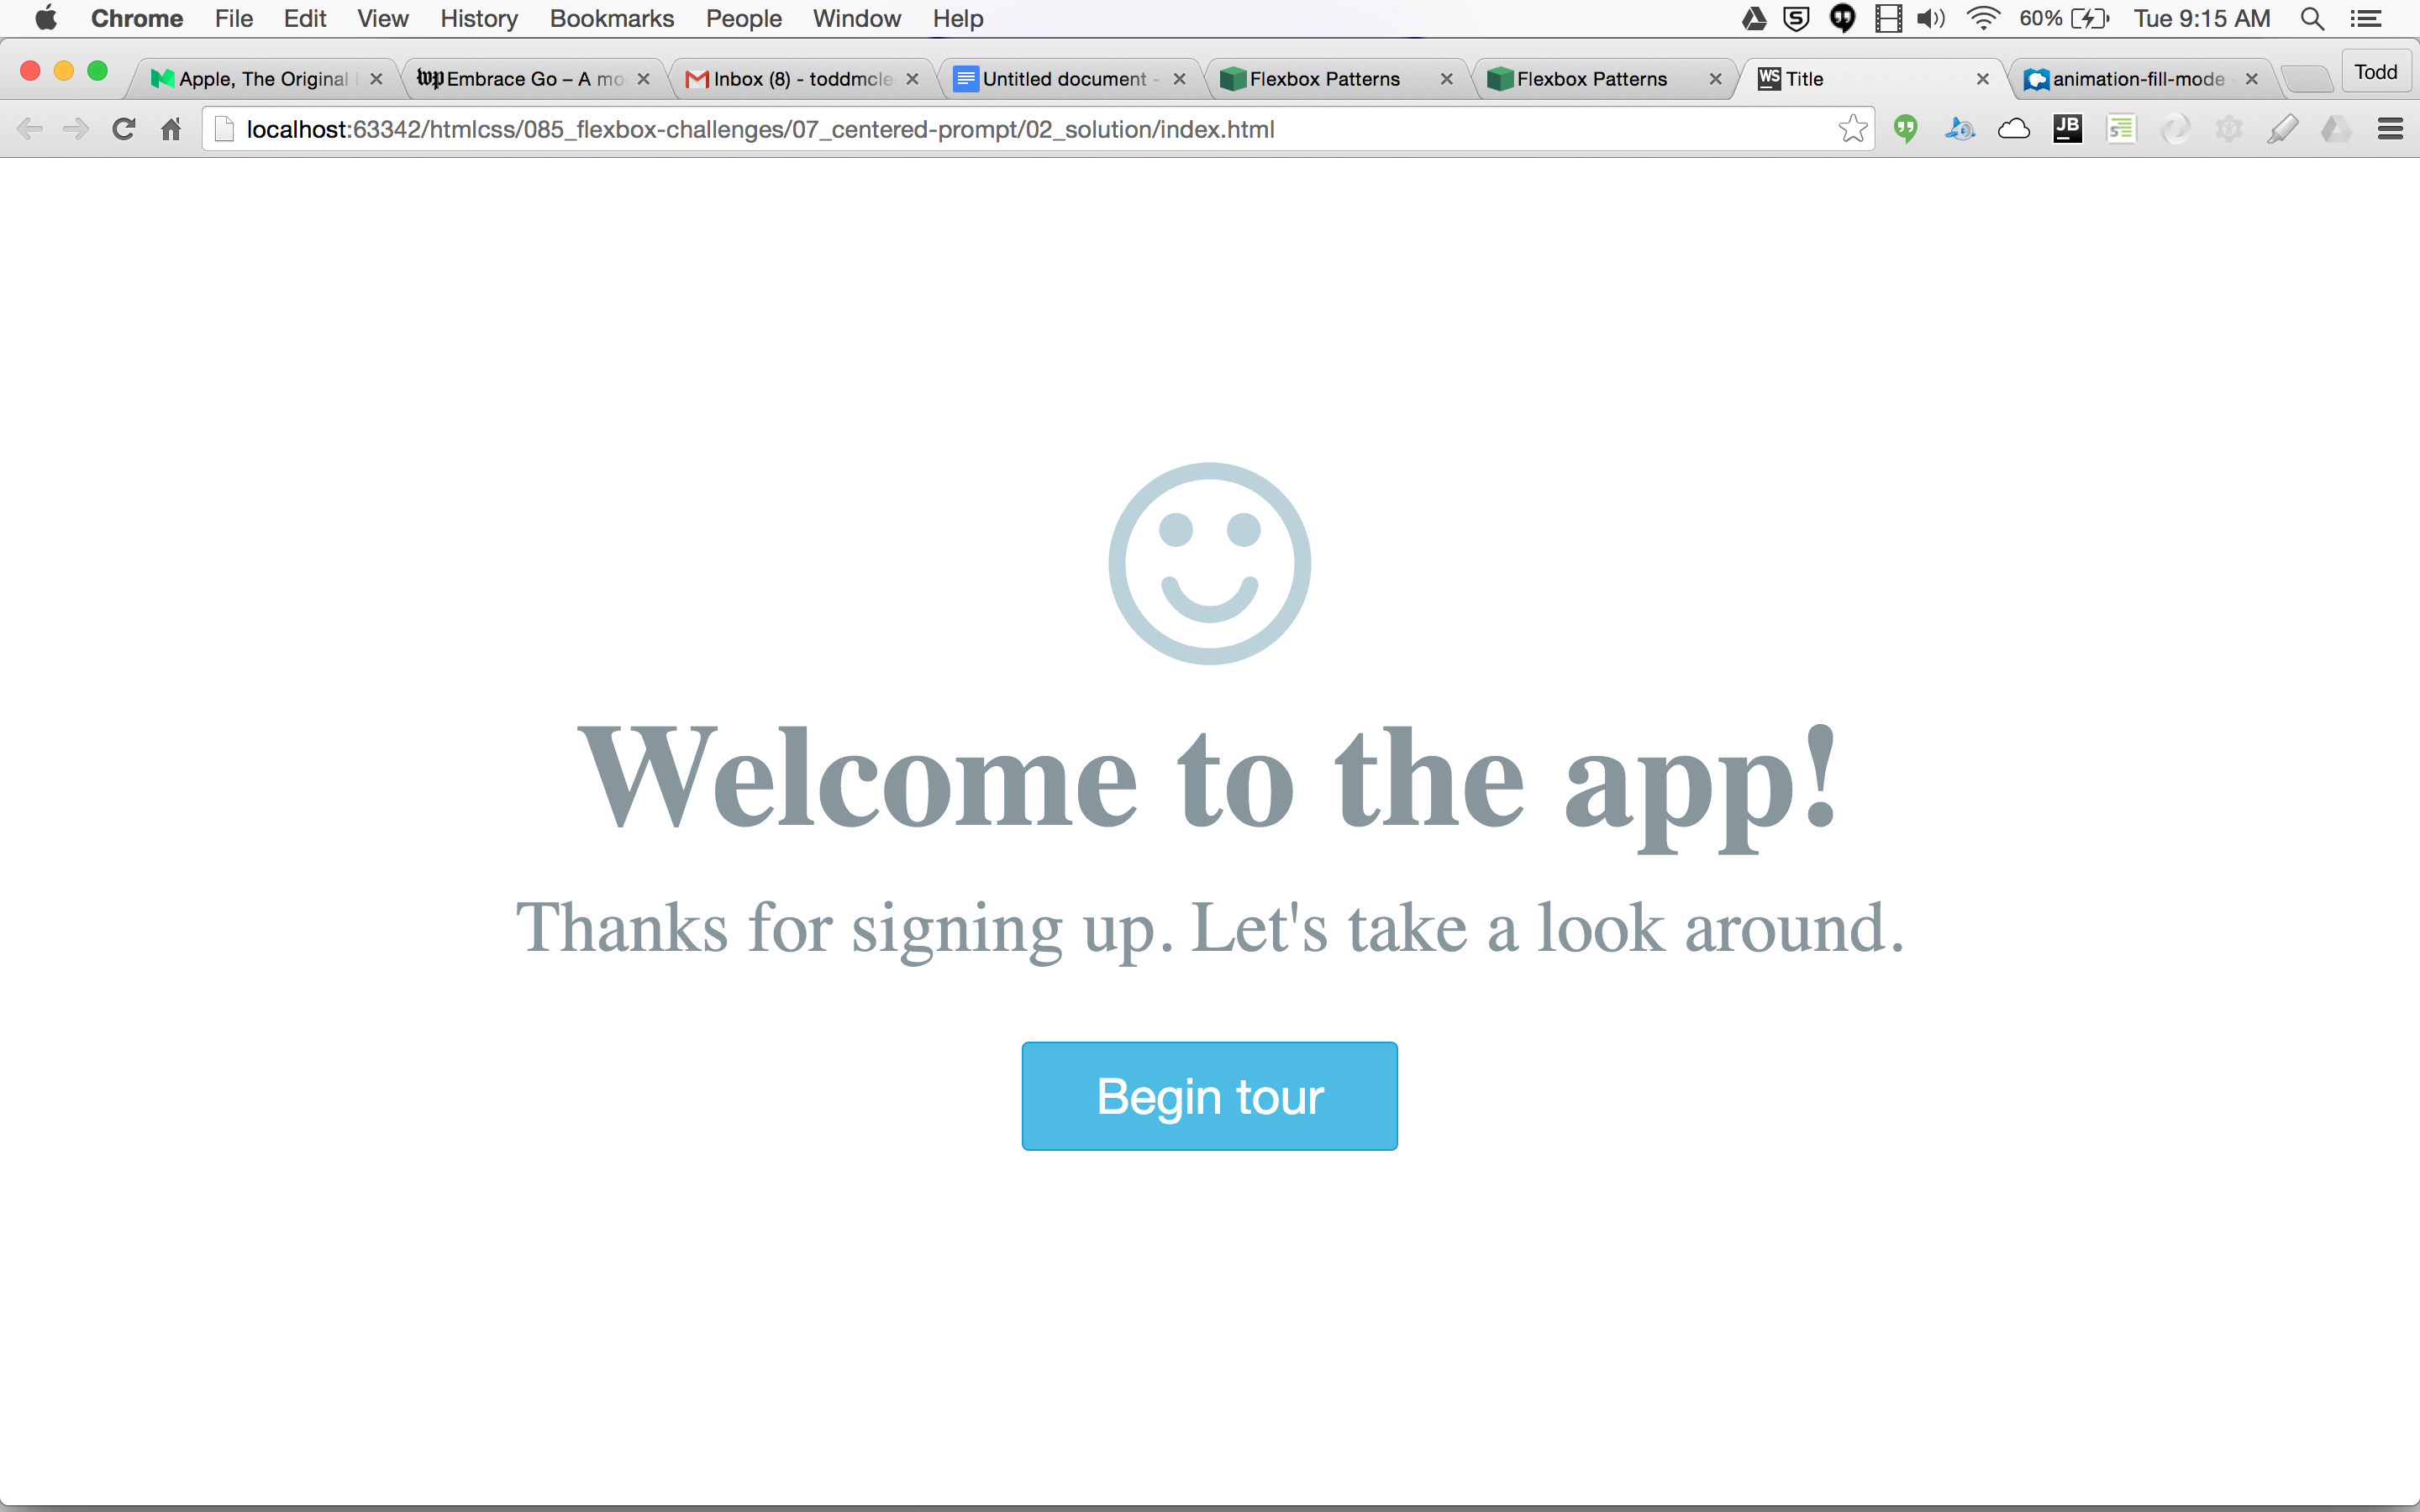 Chrome File Edit View History Bookmarks People Window Help 60% Tue 9:15 AM
Apple, The Original Embrace Go – A mo Inbox (8) - toddmcle Untitled document - Flexbox Patterns Flexbox Patterns WS Title animation-fill-mode Todd
localhost:63342/htmlcss/085_flexbox-challenges/07_centered-prompt/02_solution/index.html JB
Welcome to the app!
Thanks for signing up. Let's take a look around.
Begin tour